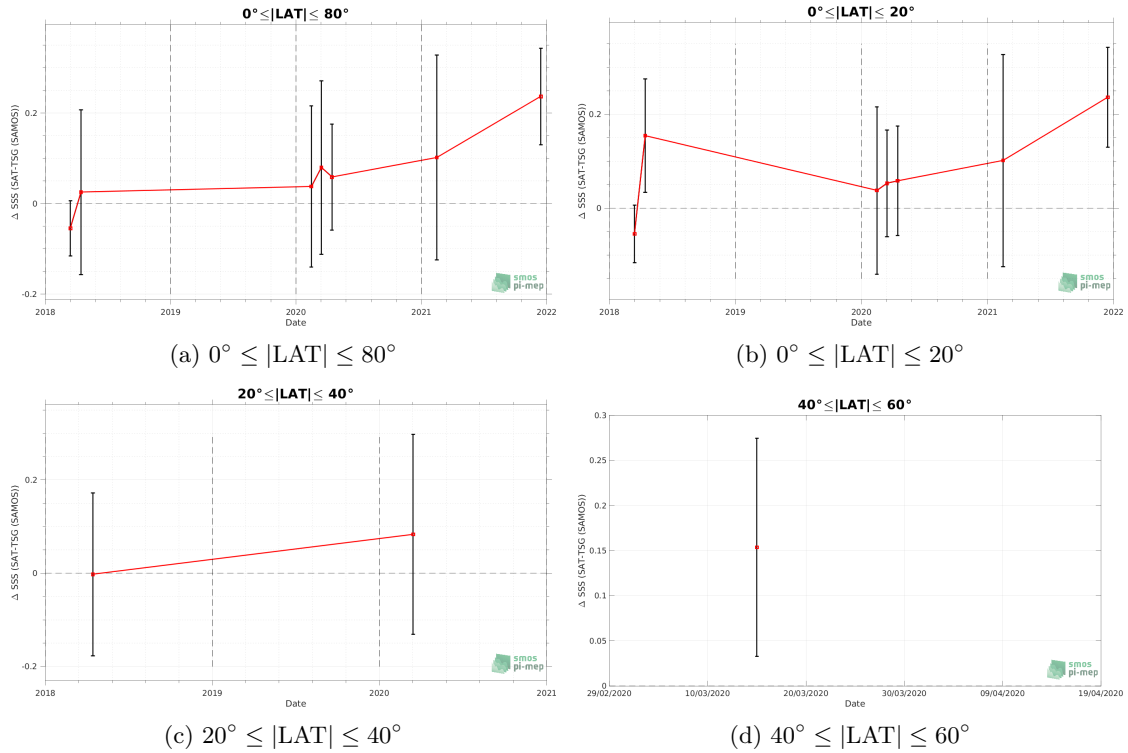 0°≤|LAT|≤ 80°
Δ SSS (SAT-TSG (SAMOS))
0.2
0
-0.2
2018 2019 2020 2021 2022
Date
smos
pi-mep
(a) 0° ≤ |LAT| ≤ 80°
0°≤|LAT|≤ 20°
Δ SSS (SAT-TSG (SAMOS))
0.2
0
2018 2019 2020 2021 2022
Date
smos
pi-mep
(b) 0° ≤ |LAT| ≤ 20°
20°≤|LAT|≤ 40°
Δ SSS (SAT-TSG (SAMOS))
0.2
0
-0.2
2018 2019 2020 2021
Date
smos
pi-mep
(c) 20° ≤ |LAT| ≤ 40°
40°≤|LAT|≤ 60°
Δ SSS (SAT-TSG (SAMOS))
0.3
0.25
0.2
0.15
0.1
0.05
0
29/02/2020 10/03/2020 20/03/2020 30/03/2020 09/04/2020 19/04/2020
Date
smos
pi-mep
(d) 40° ≤ |LAT| ≤ 60°